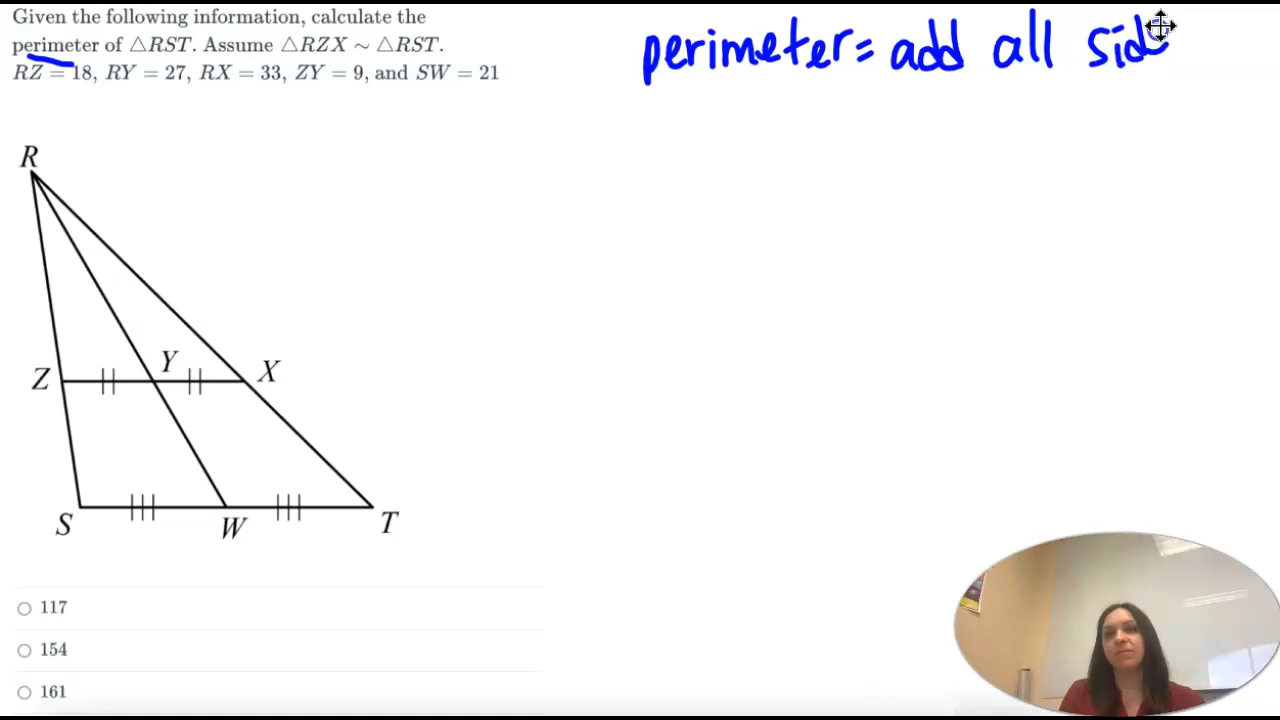 Given the following information, calculate the
perimeter of △RST. Assume △RZX ~ △RST.
RZ = 18, RY = 27, RX = 33, ZY = 9, and SW = 21
perimeter= add all sid
R
Y
X
Z
S
W
T
117
154
161